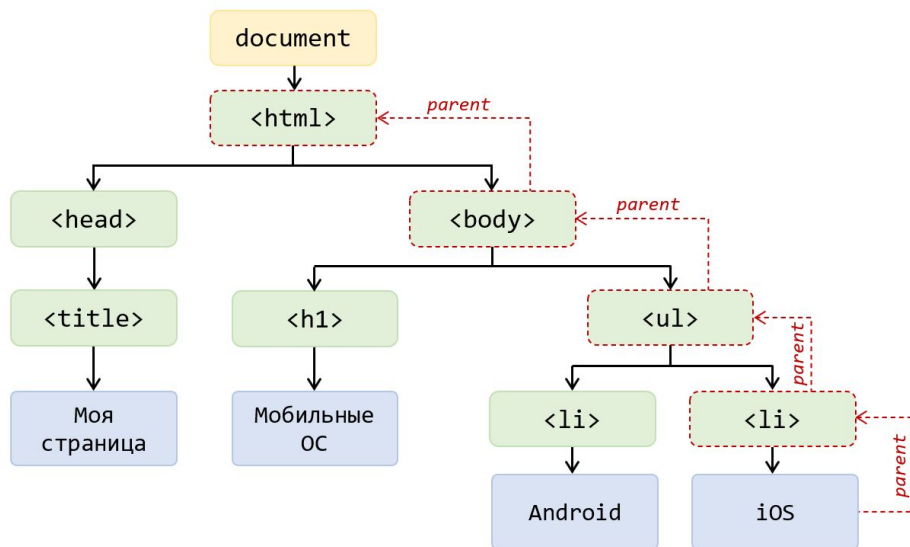 document
<html>
parent
<head>
<body>
parent
<title>
<h1>
<ul>
parent
Моя
страница
Мобильные
ОС
<li>
<li>
parent
Android
iOS